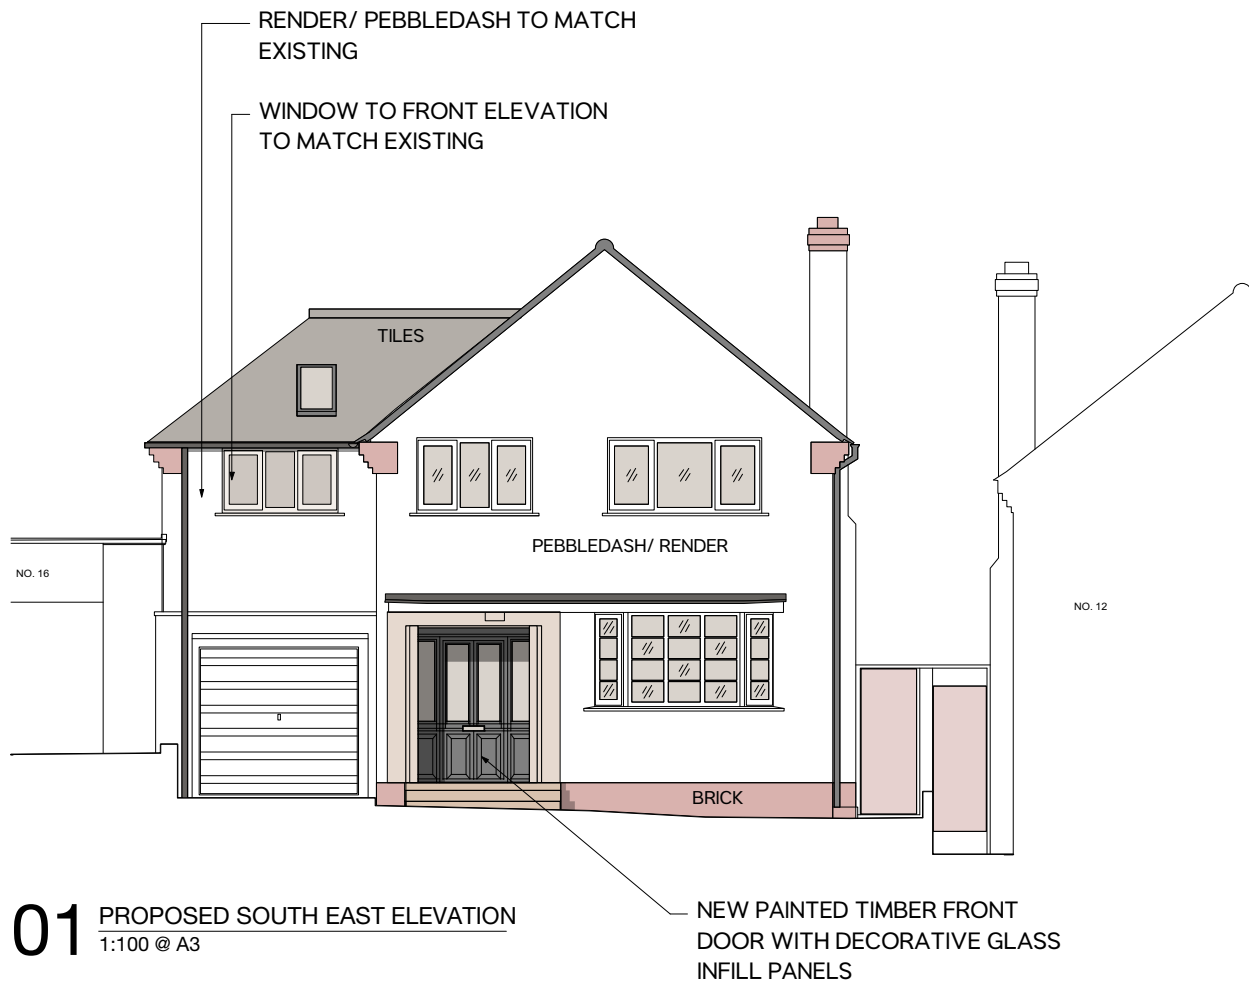 RENDER/ PEBBLEDASH TO MATCH
EXISTING
WINDOW TO FRONT ELEVATION
TO MATCH EXISTING
TILES
PEBBLEDASH/ RENDER
NO. 16
NO. 12
BRICK
01 PROPOSED SOUTH EAST ELEVATION
1:100 @ A3
NEW PAINTED TIMBER FRONT
DOOR WITH DECORATIVE GLASS
INFILL PANELS